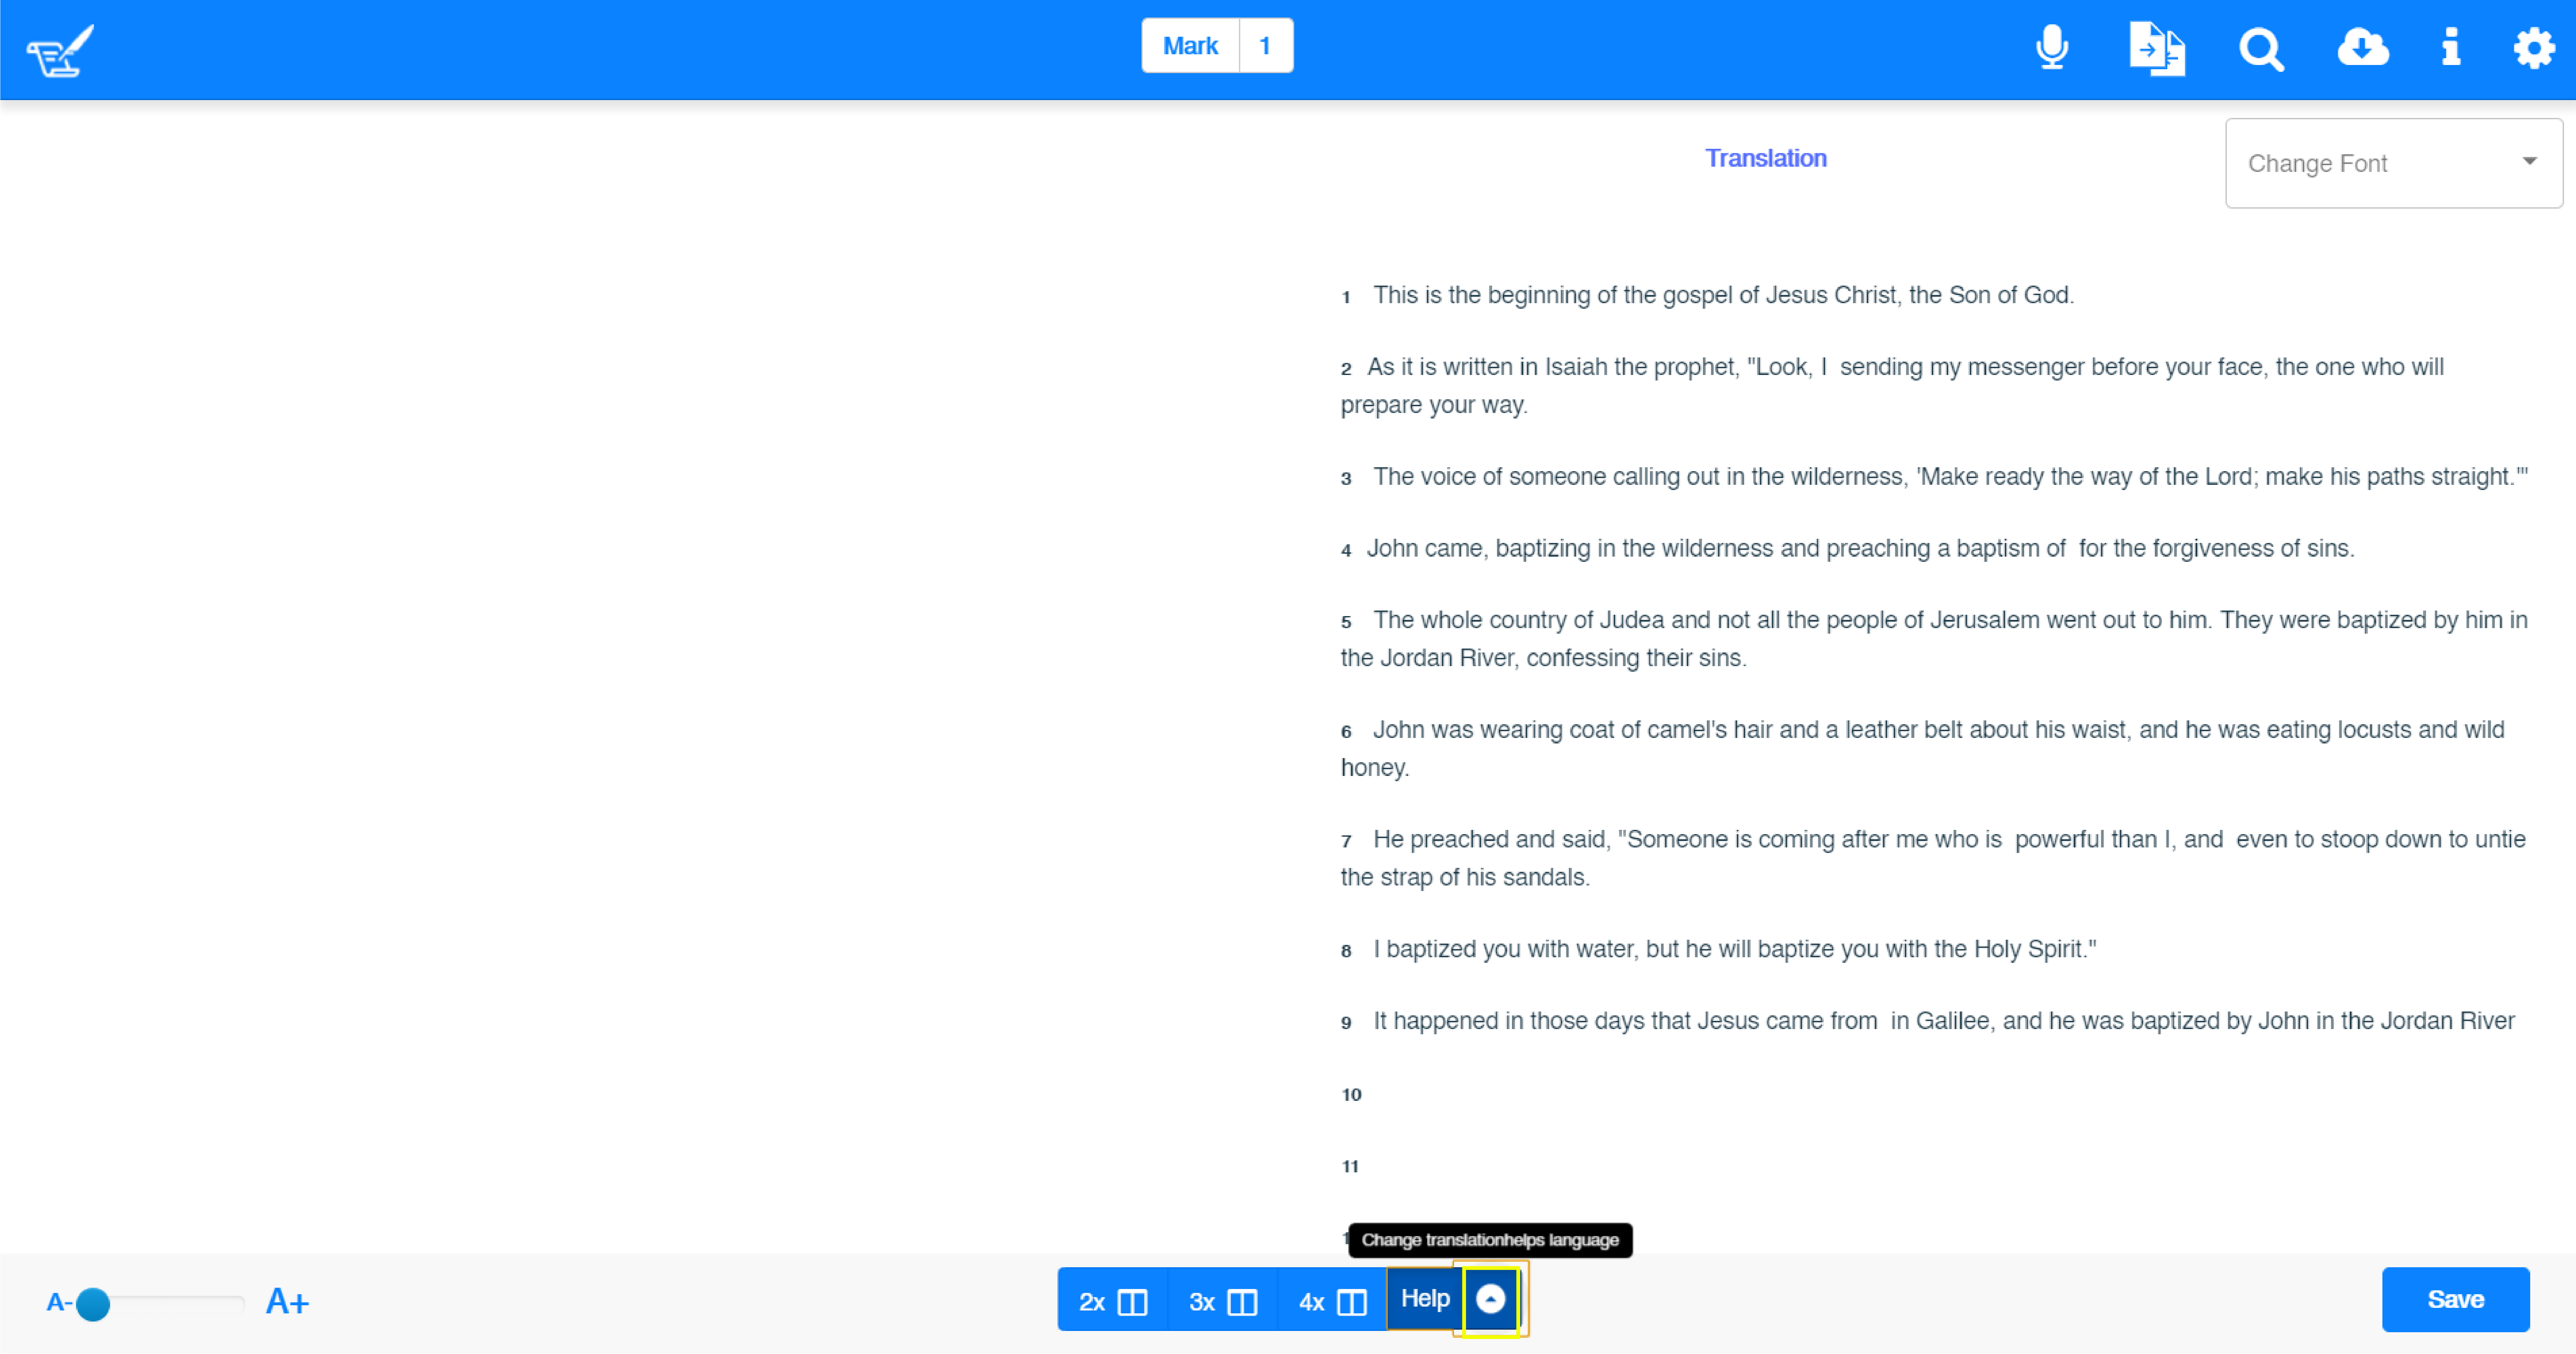 Mark 1
Translation
Change Font
1 This is the beginning of the gospel of Jesus Christ, the Son of God.
2 As it is written in Isaiah the prophet, "Look, I sending my messenger before your face, the one who will
prepare your way.
3 The voice of someone calling out in the wilderness, 'Make ready the way of the Lord; make his paths straight.'"
4 John came, baptizing in the wilderness and preaching a baptism of for the forgiveness of sins.
5 The whole country of Judea and not all the people of Jerusalem went out to him. They were baptized by him in
the Jordan River, confessing their sins.
6 John was wearing coat of camel's hair and a leather belt about his waist, and he was eating locusts and wild
honey.
7 He preached and said, "Someone is coming after me who is powerful than I, and even to stoop down to untie
the strap of his sandals.
8 I baptized you with water, but he will baptize you with the Holy Spirit."
9 It happened in those days that Jesus came from in Galilee, and he was baptized by John in the Jordan River
10
11
Change translationhelps language
A- A+ 2x 3x 4x Help Save